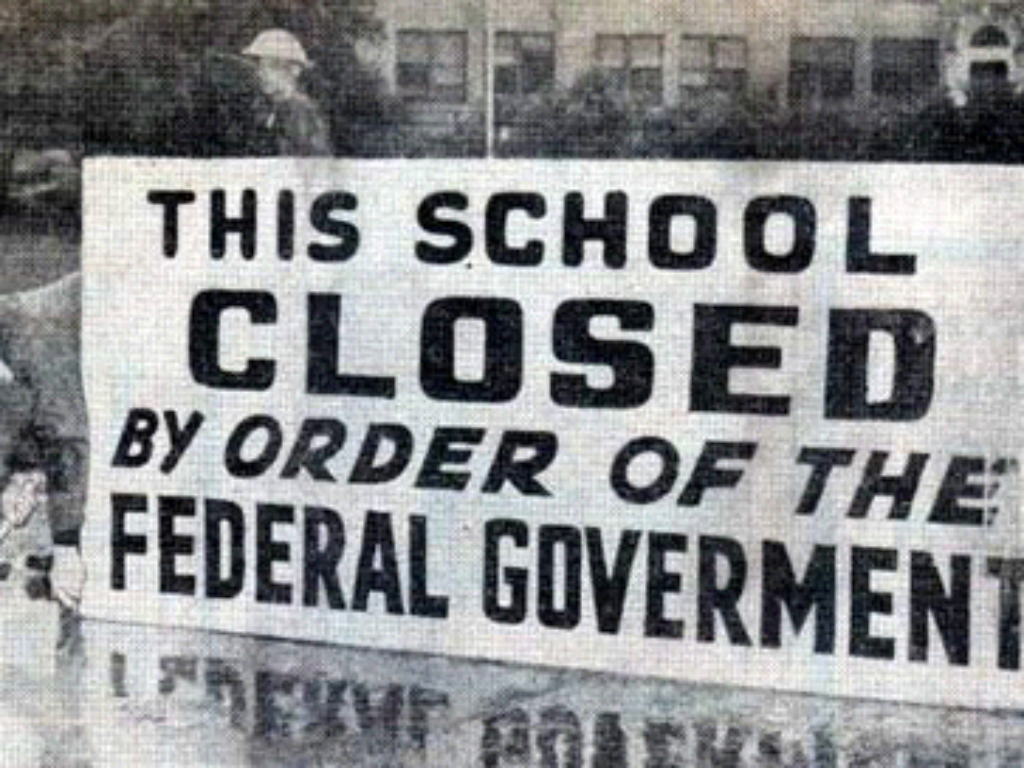 THIS SCHOOL
CLOSED
BY ORDER OF THE
FEDERAL GOVERMENT